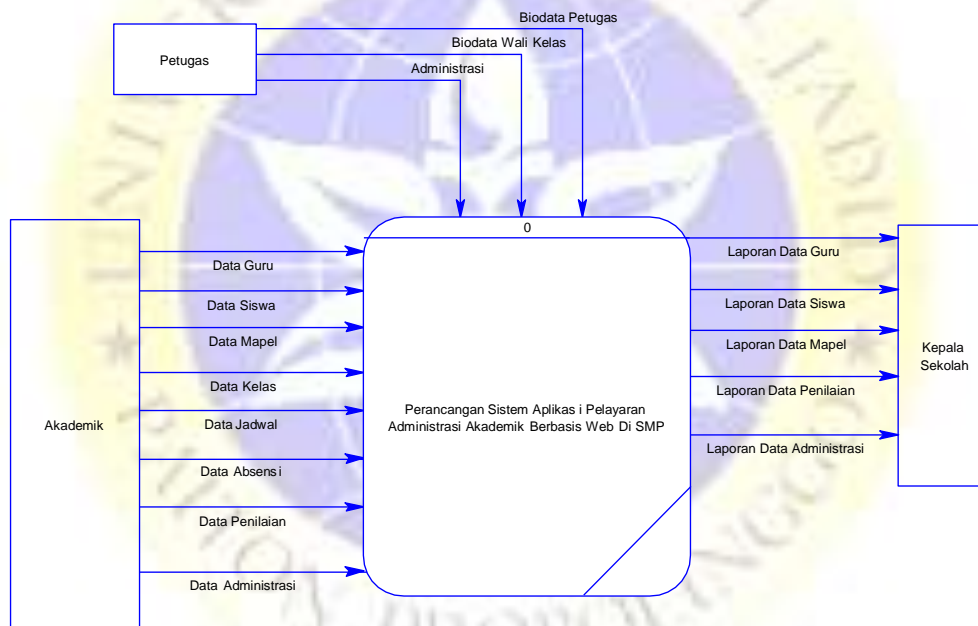 Biodata Petugas
Petugas
Biodata Wali Kelas
Administrasi
0
Akademik
Data Guru
Data Siswa
Data Mapel
Data Kelas
Data Jadwal
Data Absensi
Data Penilaian
Data Administrasi
Perancangan Sistem Aplikas i Pelayaran
Administrasi Akademik Berbasis Web Di SMP
Laporan Data Guru
Laporan Data Siswa
Laporan Data Mapel
Laporan Data Penilaian
Laporan Data Administrasi
Kepala
Sekolah